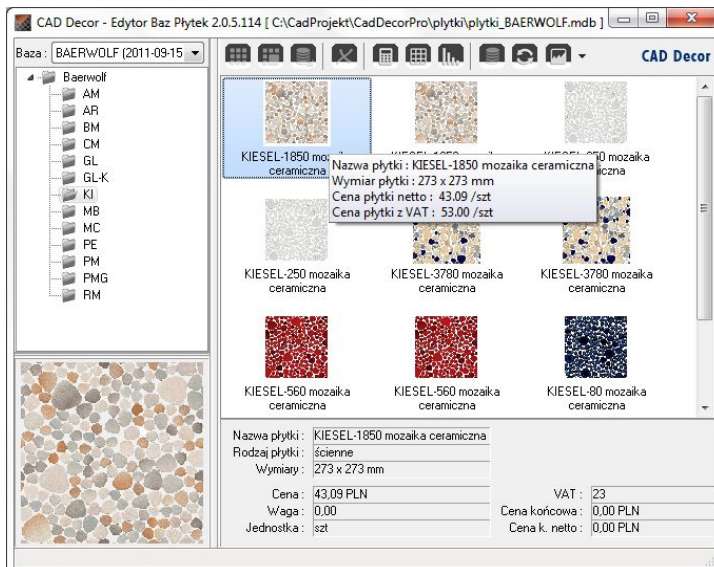 CAD Decor - Edytor Baz Płytek 2.0.5.114 [ C:\CadProjekt\CadDecorPro\plytki\plytki_BAERWOLF.mdb ]
Baza : BAERWOLF (2011-09-15
CAD Decor
Baerwolf
AM
AR
BM
CM
GL
GL-K
KI
MB
MC
PE
PM
PMG
RM
KIESEL-1850 mozaika
ceramiczna
Nazwa płytki : KIESEL-1850 mozaika ceramiczna
Wymiar płytki : 273 x 273 mm
Cena płytki netto : 43.09 /szt
Cena płytki z VAT : 53.00 /szt
KIESEL-250 mozaika
ceramiczna
KIESEL-3780 mozaika
ceramiczna
KIESEL-3780 mozaika
ceramiczna
KIESEL-560 mozaika
ceramiczna
KIESEL-560 mozaika
ceramiczna
KIESEL-80 mozaika
ceramiczna
Nazwa płytki : KIESEL-1850 mozaika ceramiczna
Rodzaj płytki : ścienne
Wymiary : 273 x 273 mm
Cena : 43,09 PLN
VAT : 23
Waga : 0,00
Cena końcowa : 0,00 PLN
Jednostka : szt
Cena k. netto : 0,00 PLN